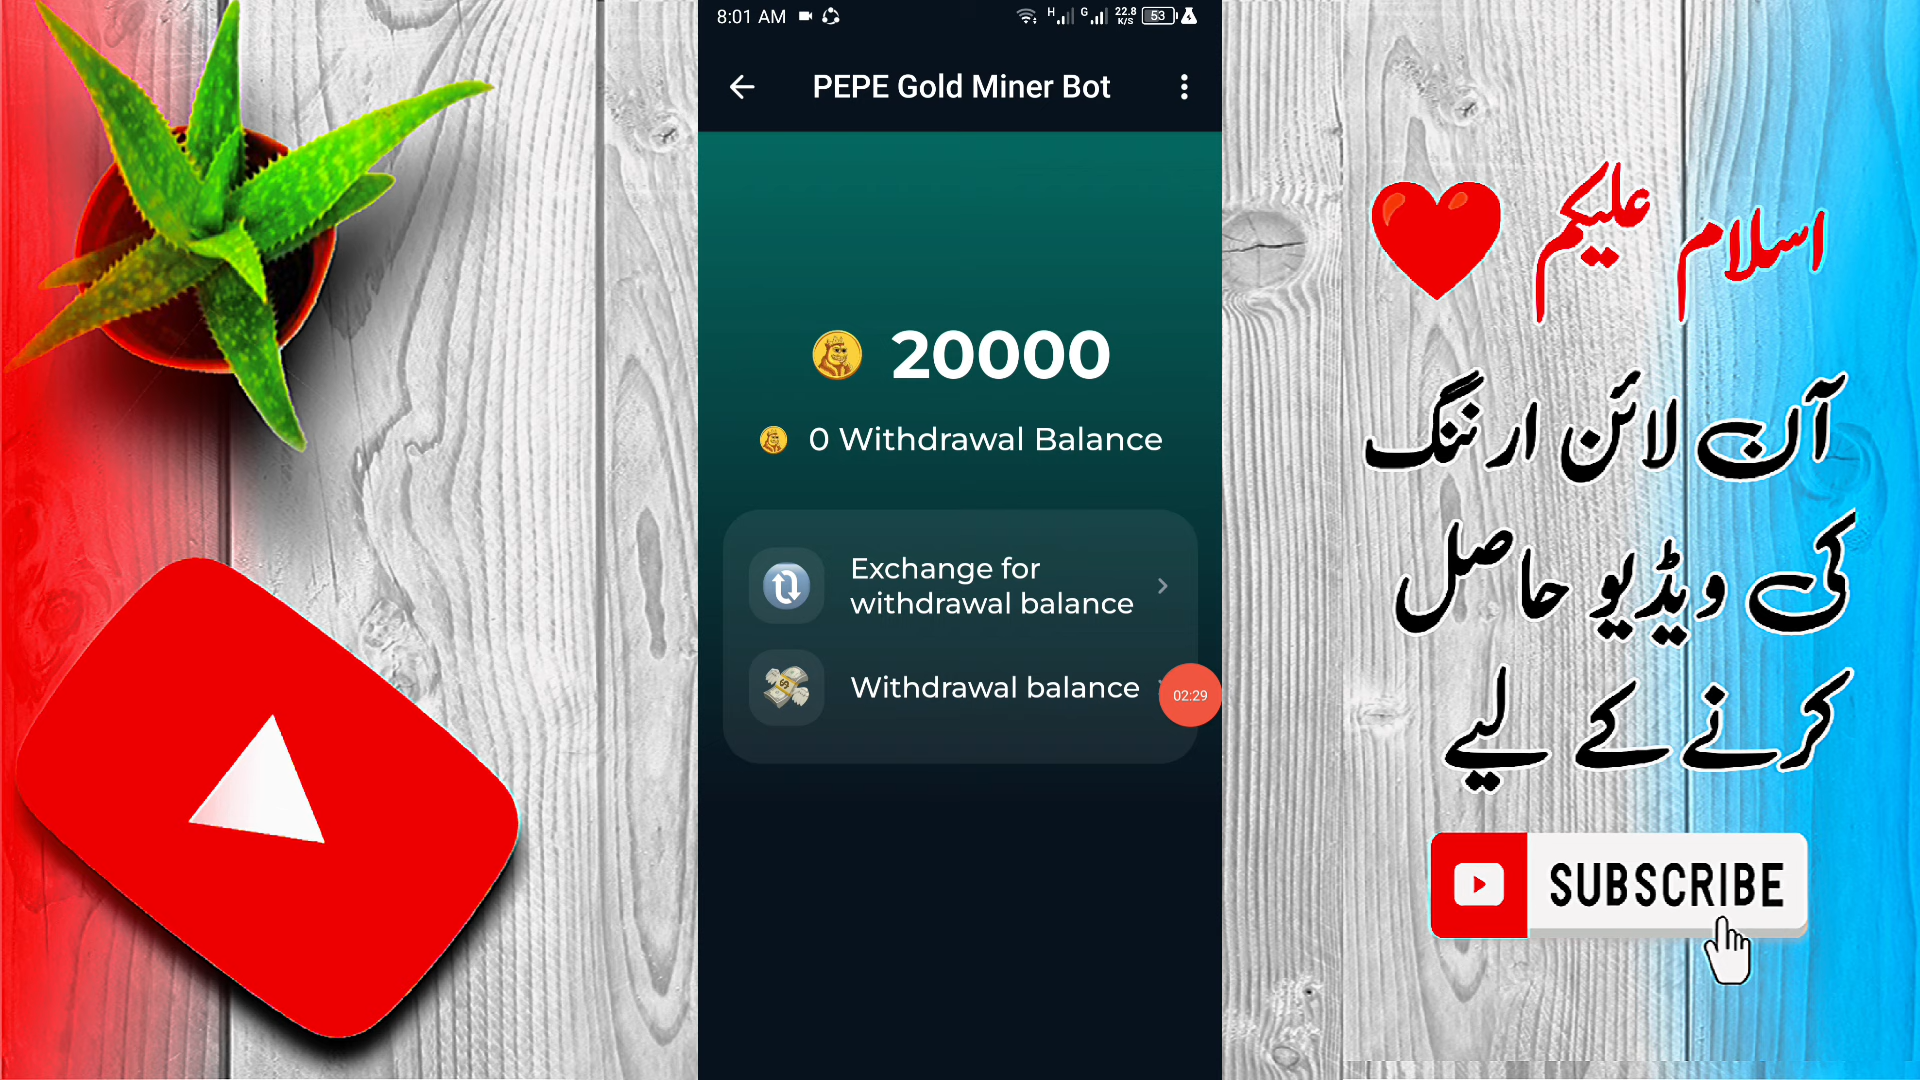 8:01 AM
H G 22.8 K/S 53
PEPE Gold Miner Bot
20000
0 Withdrawal Balance
Exchange for
withdrawal balance
Withdrawal balance
02:29
اسلام علیکم
آن لائن ارننگ
کی ویڈیو حاصل
کرنے کے لیے
SUBSCRIBE